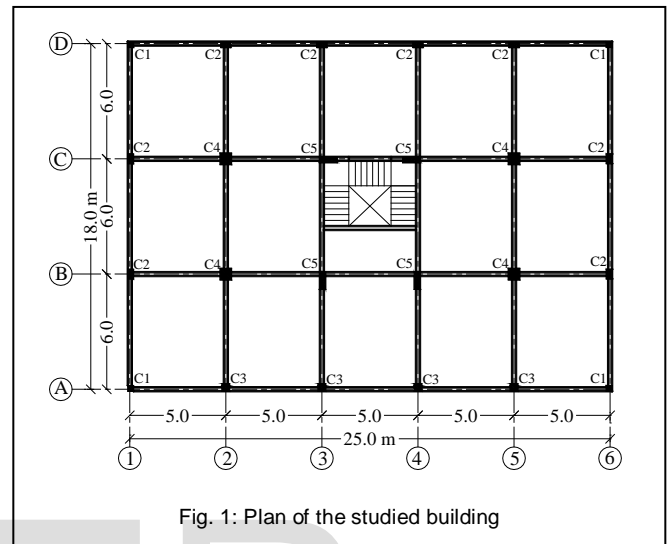 D
C1 C2 C2 C2 C2 C1
6.0
C
C2 C4 C5 C5 C4 C2
18.0 m
6.0
B
C2 C4 C5 C5 C4 C2
6.0
A
C1 C3 C3 C3 C3 C1
5.0 5.0 5.0 5.0 5.0
25.0 m
1 2 3 4 5 6
Fig. 1: Plan of the studied building